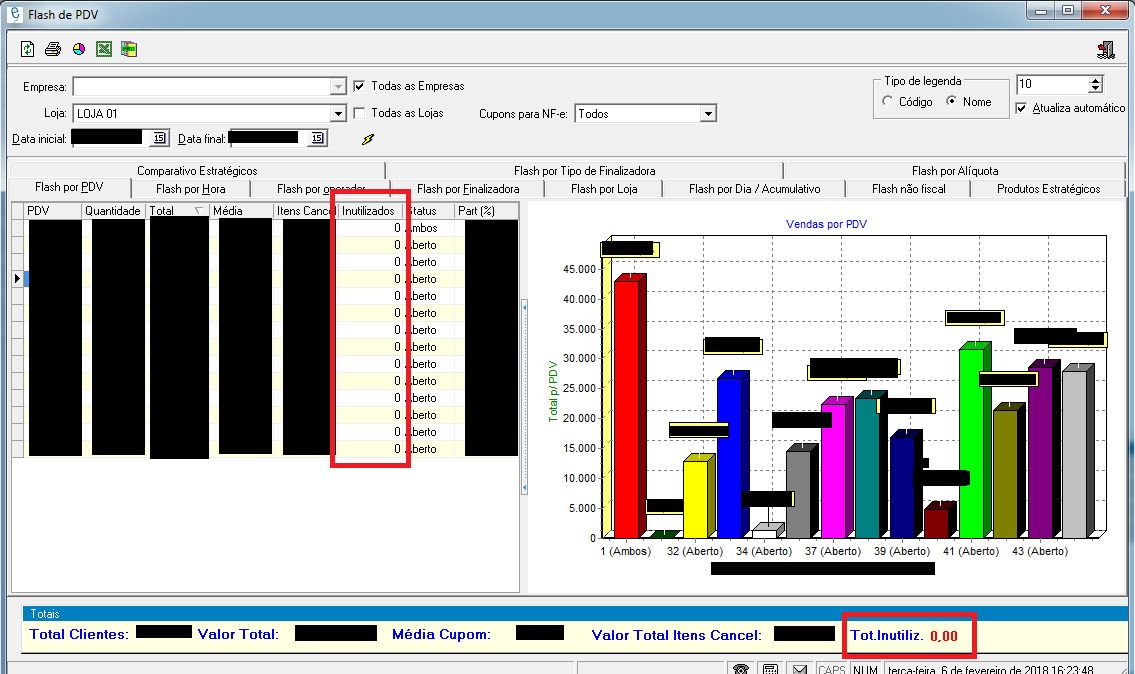 Flash de PDV
Empresa: Todas as Empresas
Tipo de legenda
Código Nome
10
Loja: LOJA 01 Todas as Lojas Cupons para NF-e: Todos
Atualiza automático
Data inicial: 15 Data final: 15
Comparativo Estratégicos Flash por Tipo de Finalizadora Flash por Alíquota
Flash por PDV Flash por Hora Flash por operador Flash por Finalizadora Flash por Loja Flash por Dia / Acumulativo Flash não fiscal Produtos Estratégicos
PDV Quantidade Total Média Itens Cancel Inutilizados Status Part (%)
0 Ambos
0 Aberto
0 Aberto
0 Aberto
0 Aberto
0 Aberto
0 Aberto
0 Aberto
0 Aberto
0 Aberto
0 Aberto
0 Aberto
0 Aberto
0 Aberto
Vendas por PDV
Total p/ PDV
45.000
40.000
35.000
30.000
25.000
20.000
15.000
10.000
5.000
0
1 (Ambos) 32 (Aberto) 34 (Aberto) 37 (Aberto) 39 (Aberto) 41 (Aberto) 43 (Aberto)
Totais
Total Clientes: Valor Total: Média Cupom: Valor Total Itens Cancel: Tot.Inutiliz. 0,00
CAPS NUM terça-feira, 6 de fevereiro de 2018 16:23:48